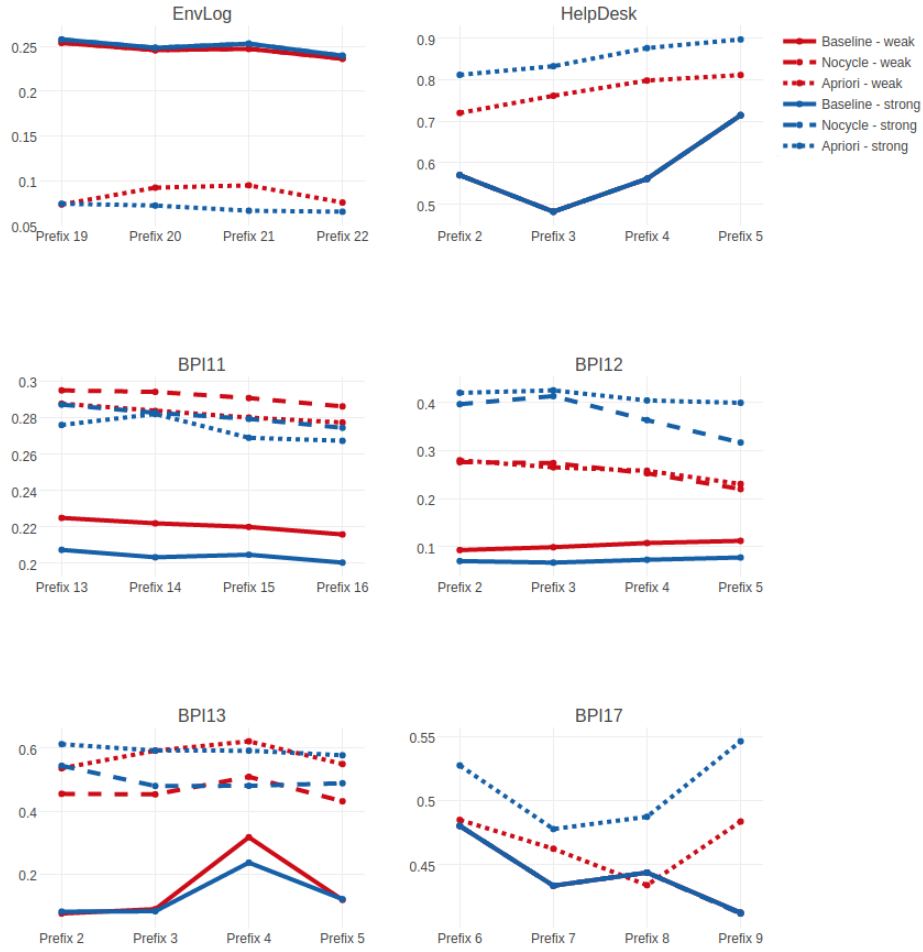 EnvLog
0.25
0.2
0.15
0.1
0.05
Prefix 19 Prefix 20 Prefix 21 Prefix 22
HelpDesk
0.9
0.8
0.7
0.6
0.5
Prefix 2 Prefix 3 Prefix 4 Prefix 5
Baseline - weak
Nocycle - weak
Apriori - weak
Baseline - strong
Nocycle - strong
Apriori - strong
BPI11
0.3
0.28
0.26
0.24
0.22
0.2
Prefix 13 Prefix 14 Prefix 15 Prefix 16
BPI12
0.4
0.3
0.2
0.1
Prefix 2 Prefix 3 Prefix 4 Prefix 5
BPI13
0.6
0.4
0.2
Prefix 2 Prefix 3 Prefix 4 Prefix 5
BPI17
0.55
0.5
0.45
Prefix 6 Prefix 7 Prefix 8 Prefix 9